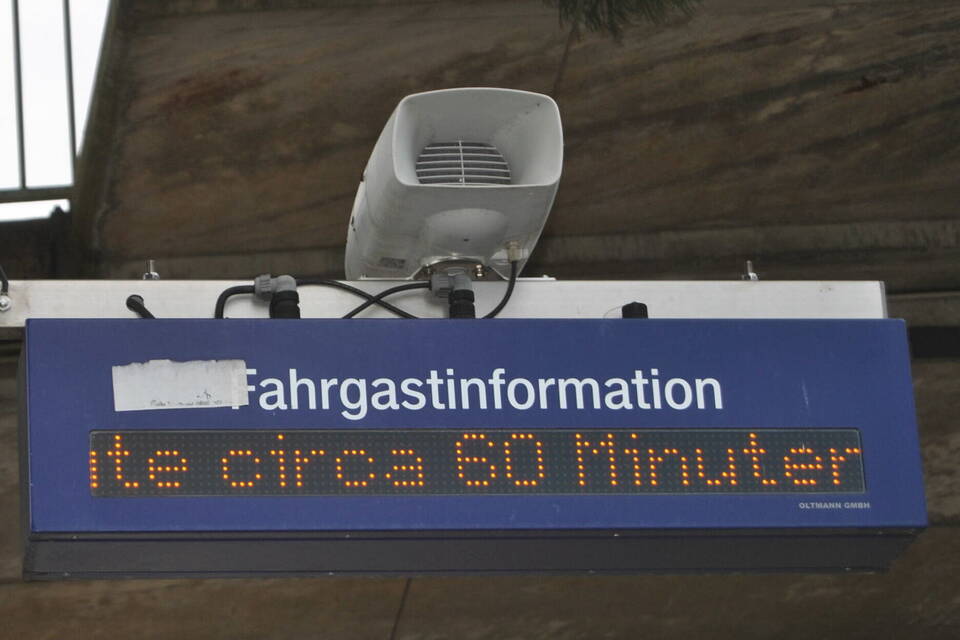 Fahrgastinformation
ite circa 60 Minuter
OLTMANN GMBH